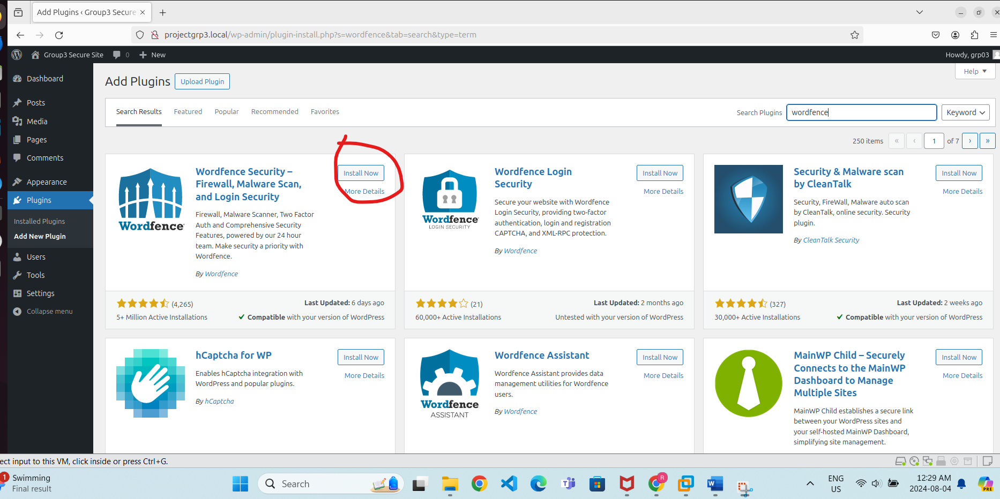 Add Plugins ‹ Group3 Secure
projectgrp3.local/wp-admin/plugin-install.php?s=wordfence&tab=search&type=term
Group3 Secure Site
0
New
Howdy, grp03
Dashboard
Posts
Media
Pages
Comments
Appearance
Plugins
Installed Plugins
Add New Plugin
Users
Tools
Settings
Collapse menu
Add Plugins
Upload Plugin
Help
Search Results
Featured
Popular
Recommended
Favorites
Search Plugins
wordfence
Keyword
250 items
«
‹
1
of 7
›
»
Wordfence
Wordfence Security –
Firewall, Malware Scan,
and Login Security
Install Now
More Details
Firewall, Malware Scanner, Two Factor
Auth and Comprehensive Security
Features, powered by our 24 hour
team. Make security a priority with
Wordfence.
By Wordfence
(4,265)
5+ Million Active Installations
Last Updated: 6 days ago
Compatible with your version of WordPress
Wordfence
LOGIN SECURITY
Wordfence Login
Security
Install Now
More Details
Secure your website with Wordfence
Login Security, providing two-factor
authentication, login and registration
CAPTCHA, and XML-RPC protection.
By Wordfence
(21)
60,000+ Active Installations
Last Updated: 2 months ago
Untested with your version of WordPress
Security & Malware scan
by CleanTalk
Install Now
More Details
Security, FireWall, Malware auto scan
by CleanTalk, online security. Security
plugin.
By CleanTalk Security
(327)
30,000+ Active Installations
Last Updated: 2 weeks ago
Compatible with your version of WordPress
hCaptcha for WP
Install Now
More Details
Enables hCaptcha integration with
WordPress and popular plugins.
By hCaptcha
Wordfence
ASSISTANT
Wordfence Assistant
Install Now
More Details
Wordfence Assistant provides data
management utilities for Wordfence
users.
By Wordfence
MainWP Child – Securely
Connects to the MainWP
Dashboard to Manage
Multiple Sites
Install Now
More Details
MainWP Child establishes a secure link
between your WordPress sites and
your self-hosted MainWP Dashboard,
simplifying site management.
ect input to this VM, click inside or press Ctrl+G.
1
Swimming
Final result
Search
R
W
ENG
US
12:29 AM
2024-08-04
PRE